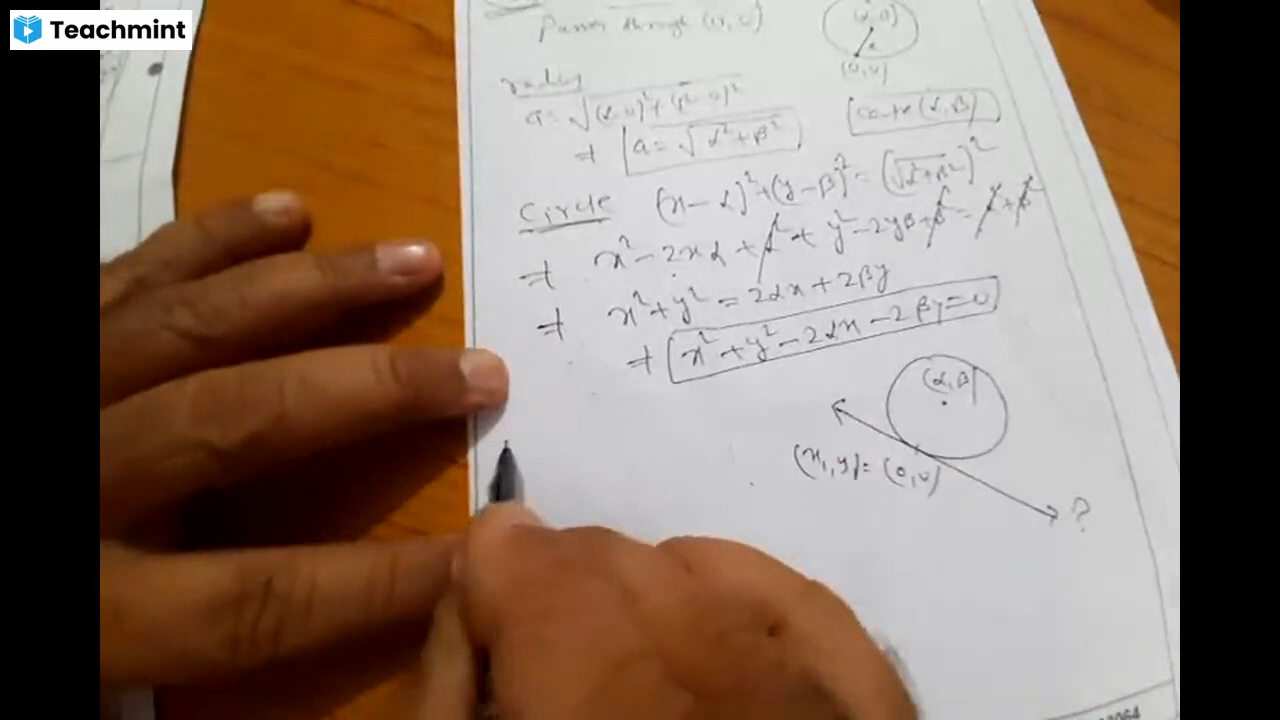 Teachmint
Passes through (0,0)
(α,β)
a
(0,0)
radius
a = √(α-0)²+(β-0)²
⇒ a = √α²+β²
centre (α,β)
Circle (x-α)²+(y-β)² = (√α²+β²)²
⇒ x²-2xα+α²+y²-2yβ+β² = α²+β²
⇒ x²+y² = 2αx+2βy
⇒ x²+y²-2αx-2βy=0
(α,β)
(x₁,y₁)=(0,0)
?